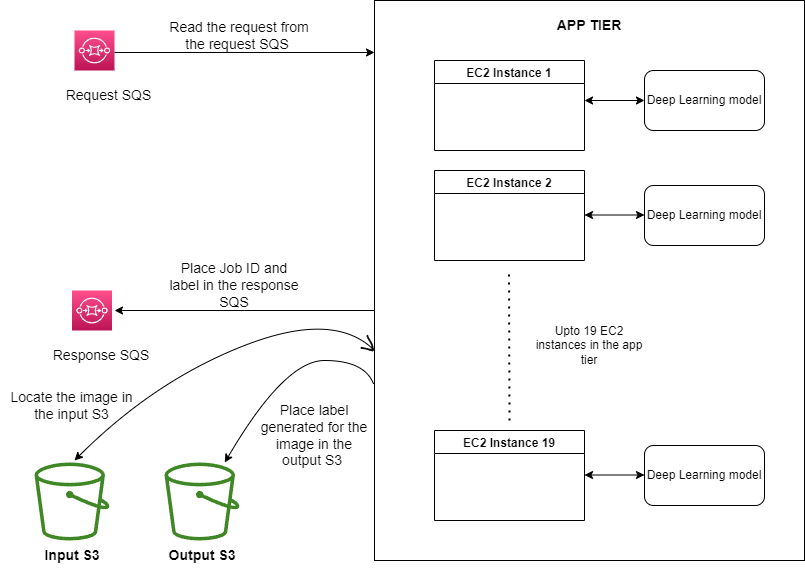 Read the request from
the request SQS
Request SQS
APP TIER
EC2 Instance 1
Deep Learning model
EC2 Instance 2
Deep Learning model
Place Job ID and
label in the response
SQS
Response SQS
Upto 19 EC2
instances in the app
tier
Locate the image in
the input S3
Place label
generated for the
image in the
output S3
EC2 Instance 19
Deep Learning model
Input S3
Output S3